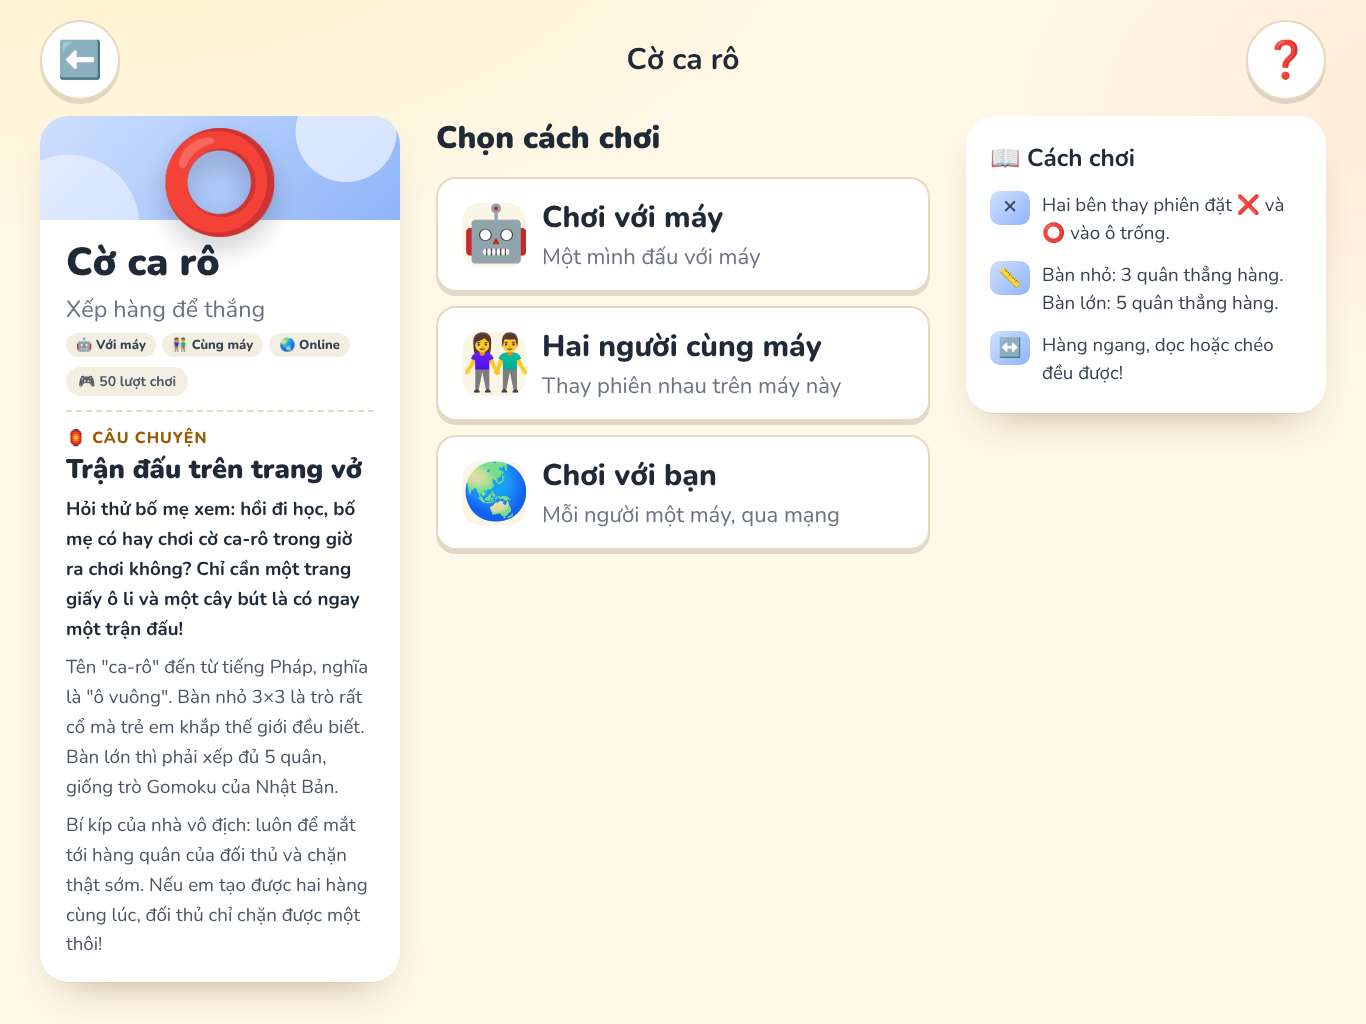 Cờ ca rô
Cờ ca rô
Xếp hàng để thắng
Với máy
Cùng máy
Online
50 lượt chơi
CÂU CHUYỆN
Trận đấu trên trang vở
Hỏi thử bố mẹ xem: hồi đi học, bố
mẹ có hay chơi cờ ca-rô trong giờ
ra chơi không? Chỉ cần một trang
giấy ô li và một cây bút là có ngay
một trận đấu!
Tên "ca-rô" đến từ tiếng Pháp, nghĩa
là "ô vuông". Bàn nhỏ 3×3 là trò rất
cổ mà trẻ em khắp thế giới đều biết.
Bàn lớn thì phải xếp đủ 5 quân,
giống trò Gomoku của Nhật Bản.
Bí kíp của nhà vô địch: luôn để mắt
tới hàng quân của đối thủ và chặn
thật sớm. Nếu em tạo được hai hàng
cùng lúc, đối thủ chỉ chặn được một
thôi!
Chọn cách chơi
Chơi với máy
Một mình đấu với máy
Hai người cùng máy
Thay phiên nhau trên máy này
Chơi với bạn
Mỗi người một máy, qua mạng
📖 Cách chơi
Hai bên thay phiên đặt ❌ và
⭕ vào ô trống.
Bàn nhỏ: 3 quân thẳng hàng.
Bàn lớn: 5 quân thẳng hàng.
Hàng ngang, dọc hoặc chéo
đều được!